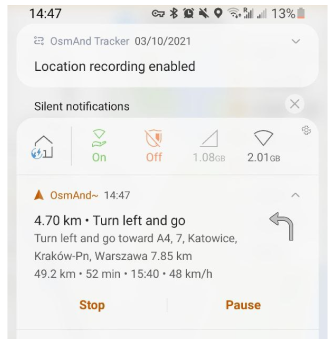 14:47 13%
OsmAnd Tracker 03/10/2021
Location recording enabled
Silent notifications
1
On Off 1.08GB 2.01GB
OsmAnd~ 14:47
4.70 km • Turn left and go
Turn left and go toward A4, 7, Katowice,
Kraków-Pn, Warszawa 7.85 km
49.2 km • 52 min • 15:40 • 48 km/h
Stop Pause